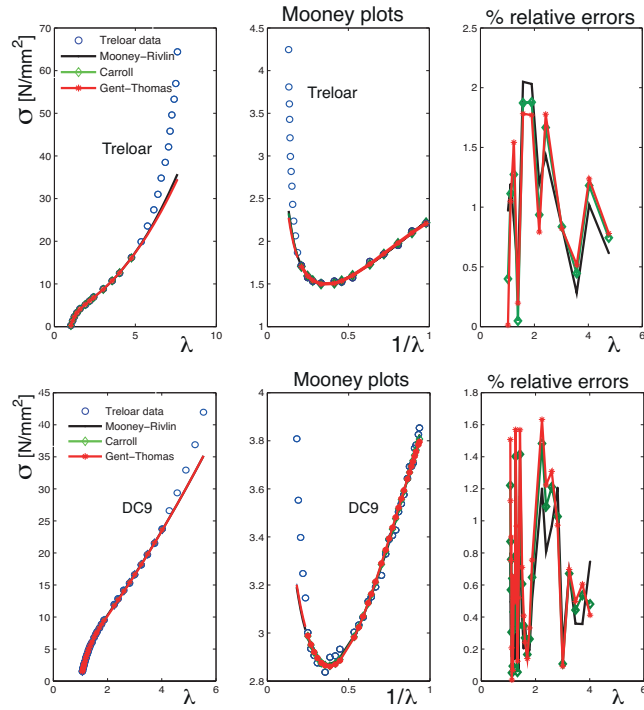 Mooney plots
% relative errors
σ [N/mm²]
70
60
50
40
30
20
10
0
0
5
10
λ
Treloar data
Mooney−Rivlin
Carroll
Gent−Thomas
Treloar
4.5
4
3.5
3
2.5
2
1.5
1
0
0.5
1
1/λ
Treloar
2.5
2
1.5
1
0.5
0
0
2
4
6
λ
Mooney plots
% relative errors
σ [N/mm²]
45
40
35
30
25
20
15
10
5
0
0
2
4
6
λ
Treloar data
Mooney−Rivlin
Carroll
Gent−Thomas
DC9
4
3.8
3.6
3.4
3.2
3
2.8
0
0.5
1
1/λ
DC9
1.8
1.6
1.4
1.2
1
0.8
0.6
0.4
0.2
0
0
2
4
6
λ